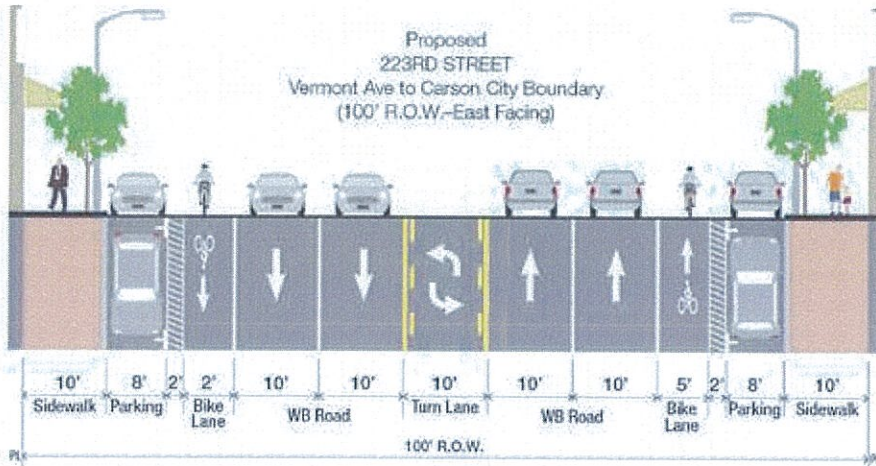 Proposed
223RD STREET
Vermont Ave to Carson City Boundary
(100' R.O.W.-East Facing)
10' 8' 2' 2' 10' 10' 10' 10' 10' 5' 2' 8' 10'
Sidewalk Parking Bike Lane WB Road Turn Lane WB Road Bike Lane Parking Sidewalk
100' R.O.W.